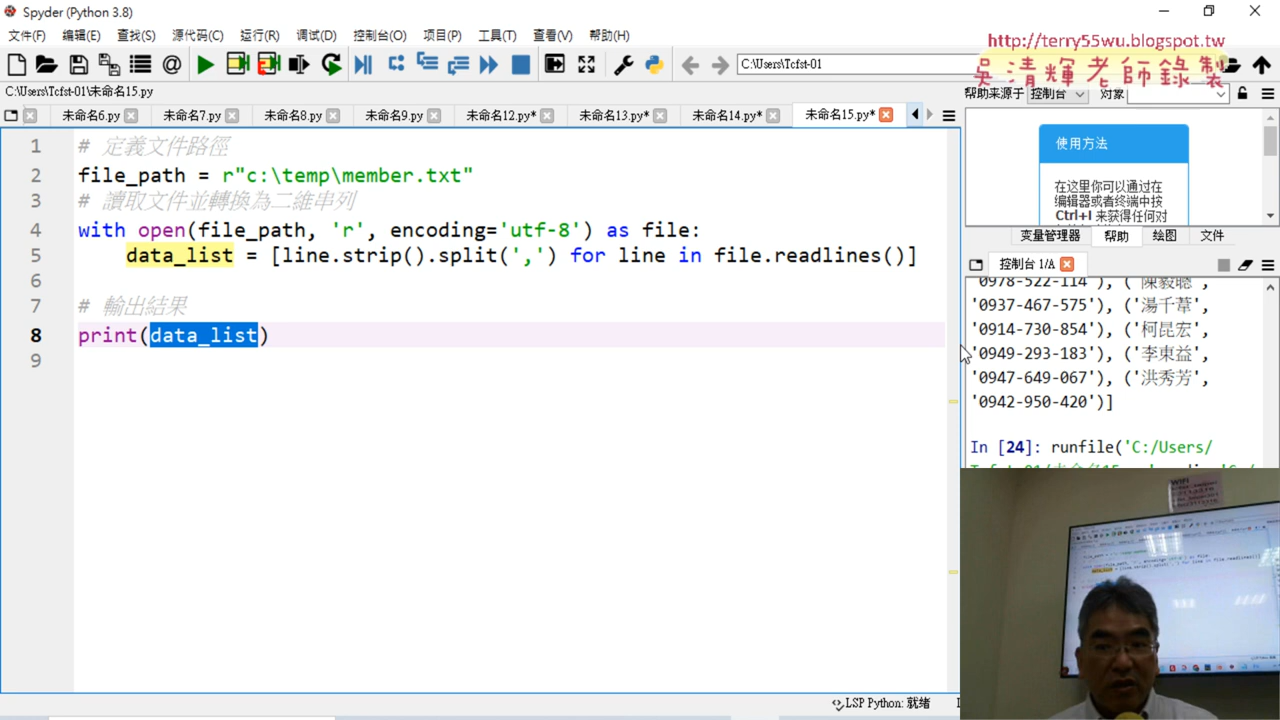 Spyder (Python 3.8)
文件(F) 编辑(E) 查找(S) 源代码(C) 运行(R) 调试(D) 控制台(O) 项目(P) 工具(T) 查看(V) 帮助(H)
http://terry55wu.blogspot.tw
吳清輝老師錄製
C:\Users\Tcfst-01
C:\Users\Tcfst-01\未命名15.py
帮助来源于 控制台 对象
未命名6.py 未命名7.py 未命名8.py 未命名9.py 未命名12.py* 未命名13.py* 未命名14.py* 未命名15.py*
1 # 定義文件路徑
2 file_path = r"c:\temp\member.txt"
3 # 讀取文件並轉換為二維串列
4 with open(file_path, 'r', encoding='utf-8') as file:
5 data_list = [line.strip().split(',') for line in file.readlines()]
6
7 # 輸出結果
8 print(data_list)
9
使用方法
在这里你可以通过在
编辑器或者终端中按
Ctrl+I 来获得任何对
变量管理器 帮助 绘图 文件
控制台 1/A
'0978-522-114'), ('陳毅聰',
'0937-467-575'), ('湯千葦',
'0914-730-854'), ('柯昆宏',
'0949-293-183'), ('李東益',
'0947-649-067'), ('洪秀芳',
'0942-950-420')]
In [24]: runfile('C:/Users/
LSP Python: 就绪